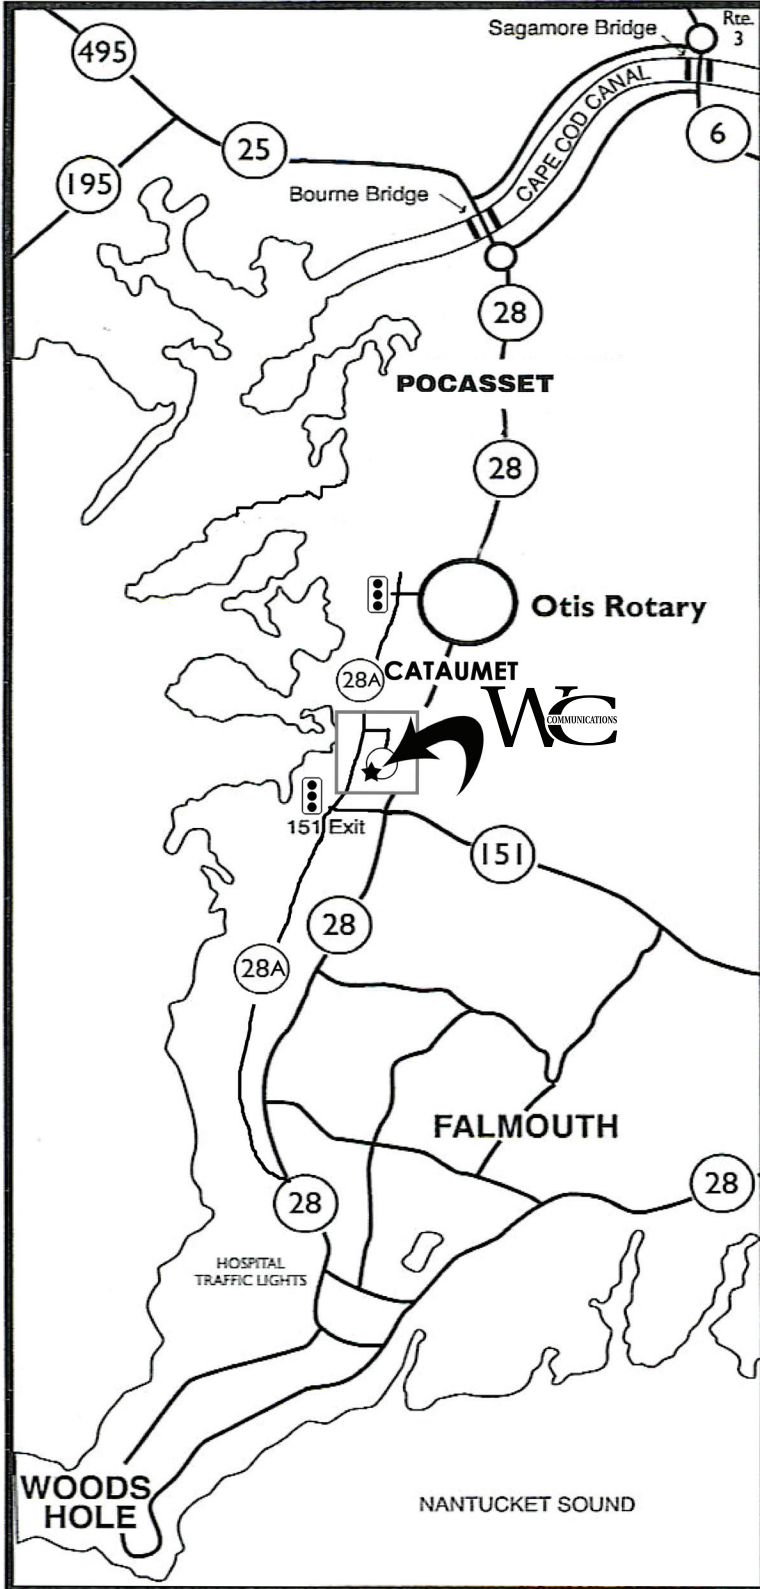 Sagamore Bridge
Rte.
3
495
CAPE COD CANAL
6
25
195
Bourne Bridge
28
POCASSET
28
Otis Rotary
CATAUMET
28A
WC
COMMUNICATIONS
151 Exit
151
28
28A
FALMOUTH
28
28
HOSPITAL
TRAFFIC LIGHTS
WOODS
HOLE
NANTUCKET SOUND